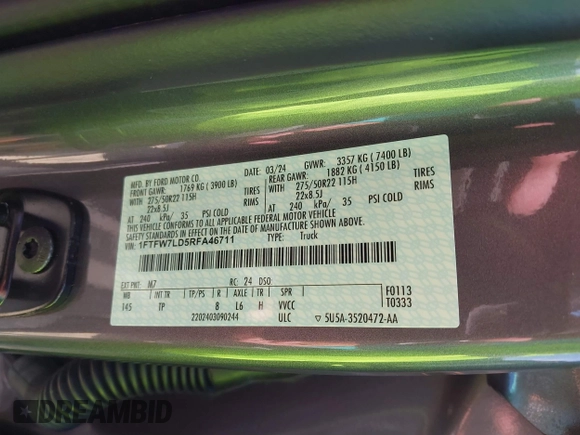 MFD. BY FORD MOTOR CO.
DATE: 03/24 GVWR: 3357 KG ( 7400 LB)
FRONT GAWR: 1769 KG ( 3900 LB) REAR GAWR: 1882 KG ( 4150 LB)
WITH 275/50R22 115H TIRES WITH 275/50R22 115H TIRES
22x8.5J RIMS 22x8.5J RIMS
AT 240 kPa/ 35 PSI COLD AT 240 kPa/ 35 PSI COLD
THIS VEHICLE CONFORMS TO ALL APPLICABLE FEDERAL MOTOR VEHICLE
SAFETY STANDARDS IN EFFECT ON THE DATE OF MANUFACTURE SHOWN ABOVE.
VIN: 1FTFW7LD5RFA46711 TYPE: Truck
EXT PNT: M7 RC: 24 DSO: F0113
WB INT TR TP/PS R AXLE TR SPR T0333
145 TP 8 L6 H VVCC
2202403090244 ULC ▽ 5U5A-3520472-AA
DREAMBID